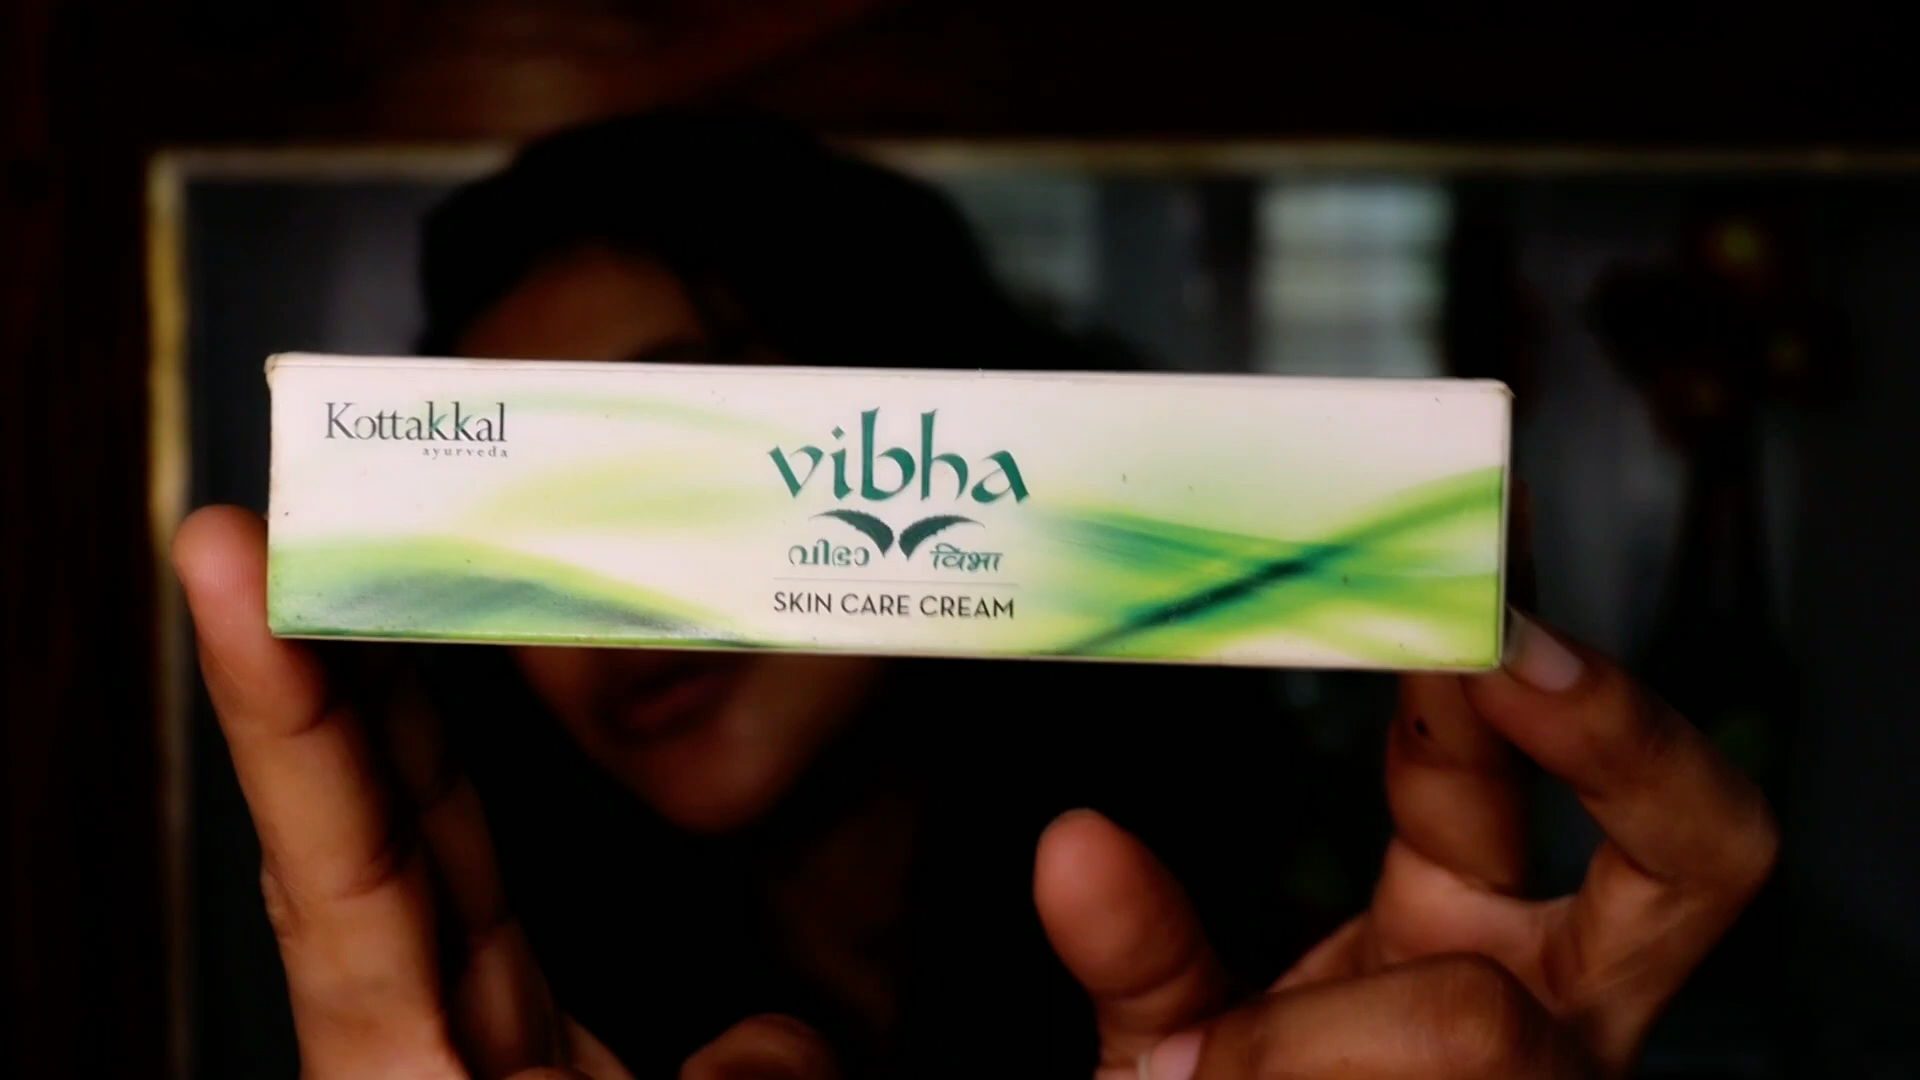 Kottakkal
ayurveda
vibha
വിഭാ विभा
SKIN CARE CREAM